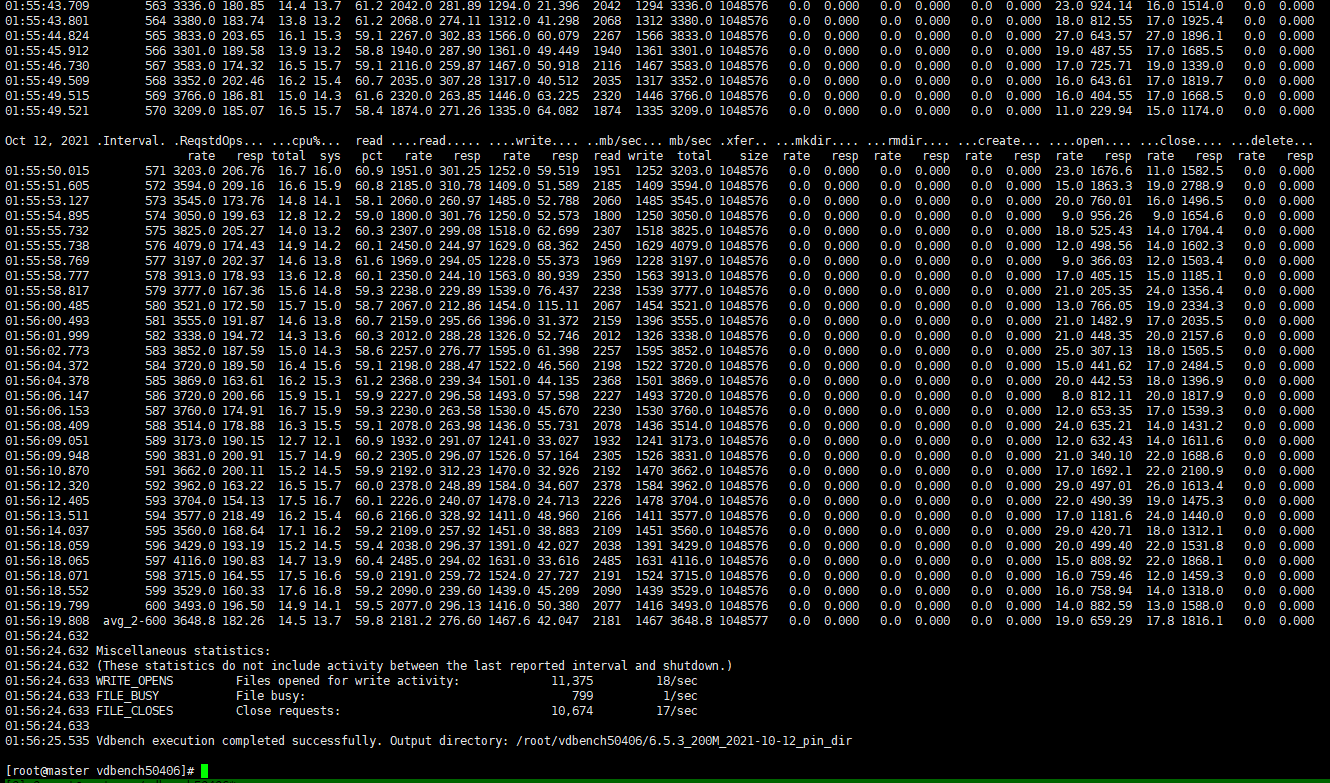 01:55:43.709 563 3336.0 180.85 14.4 13.7 61.2 2042.0 281.89 1294.0 21.396 2042 1294 3336.0 1048576 0.0 0.000 0.0 0.000 0.0 0.000 23.0 924.14 16.0 1514.0 0.0 0.000
01:55:43.801 564 3380.0 183.74 13.8 13.2 61.2 2068.0 274.11 1312.0 41.298 2068 1312 3380.0 1048576 0.0 0.000 0.0 0.000 0.0 0.000 18.0 812.55 17.0 1925.4 0.0 0.000
01:55:44.824 565 3833.0 203.65 16.1 15.3 59.1 2267.0 302.83 1566.0 60.079 2267 1566 3833.0 1048576 0.0 0.000 0.0 0.000 0.0 0.000 27.0 643.57 27.0 1896.1 0.0 0.000
01:55:45.912 566 3301.0 189.58 13.9 13.2 58.8 1940.0 287.90 1361.0 49.449 1940 1361 3301.0 1048576 0.0 0.000 0.0 0.000 0.0 0.000 19.0 487.55 17.0 1685.5 0.0 0.000
01:55:46.730 567 3583.0 174.32 16.5 15.7 59.1 2116.0 259.87 1467.0 50.918 2116 1467 3583.0 1048576 0.0 0.000 0.0 0.000 0.0 0.000 17.0 725.71 19.0 1339.0 0.0 0.000
01:55:49.509 568 3352.0 202.46 16.2 15.4 60.7 2035.0 307.28 1317.0 40.512 2035 1317 3352.0 1048576 0.0 0.000 0.0 0.000 0.0 0.000 16.0 643.61 17.0 1819.7 0.0 0.000
01:55:49.515 569 3766.0 186.81 15.0 14.3 61.6 2320.0 263.85 1446.0 63.225 2320 1446 3766.0 1048576 0.0 0.000 0.0 0.000 0.0 0.000 16.0 404.55 17.0 1668.5 0.0 0.000
01:55:49.521 570 3209.0 185.07 16.5 15.7 58.4 1874.0 271.26 1335.0 64.082 1874 1335 3209.0 1048576 0.0 0.000 0.0 0.000 0.0 0.000 11.0 229.94 15.0 1174.0 0.0 0.000
Oct 12, 2021 .Interval. .ReqstdOps... ...cpu%... read ....read..... ....write.... ..mb/sec... mb/sec .xfer.. ...mkdir.... ...rmdir.... ...create... ....open.... ...close.... ...delete...
rate resp total sys pct rate resp rate resp read write total size rate resp rate resp rate resp rate resp rate resp rate resp
01:55:50.015 571 3203.0 206.76 16.7 16.0 60.9 1951.0 301.25 1252.0 59.519 1951 1252 3203.0 1048576 0.0 0.000 0.0 0.000 0.0 0.000 23.0 1676.6 11.0 1582.5 0.0 0.000
01:55:51.605 572 3594.0 209.16 16.6 15.9 60.8 2185.0 310.78 1409.0 51.589 2185 1409 3594.0 1048576 0.0 0.000 0.0 0.000 0.0 0.000 15.0 1863.3 19.0 2788.9 0.0 0.000
01:55:53.127 573 3545.0 173.76 14.8 14.1 58.1 2060.0 260.97 1485.0 52.788 2060 1485 3545.0 1048576 0.0 0.000 0.0 0.000 0.0 0.000 20.0 760.01 16.0 1496.5 0.0 0.000
01:55:54.895 574 3050.0 199.63 12.8 12.2 59.0 1800.0 301.76 1250.0 52.573 1800 1250 3050.0 1048576 0.0 0.000 0.0 0.000 0.0 0.000 9.0 956.26 9.0 1654.6 0.0 0.000
01:55:55.732 575 3825.0 205.27 14.0 13.2 60.3 2307.0 299.08 1518.0 62.699 2307 1518 3825.0 1048576 0.0 0.000 0.0 0.000 0.0 0.000 18.0 525.43 14.0 1704.4 0.0 0.000
01:55:55.738 576 4079.0 174.43 14.9 14.2 60.1 2450.0 244.97 1629.0 68.362 2450 1629 4079.0 1048576 0.0 0.000 0.0 0.000 0.0 0.000 12.0 498.56 14.0 1602.3 0.0 0.000
01:55:58.769 577 3197.0 202.37 14.6 13.8 61.6 1969.0 294.05 1228.0 55.373 1969 1228 3197.0 1048576 0.0 0.000 0.0 0.000 0.0 0.000 9.0 366.03 12.0 1503.4 0.0 0.000
01:55:58.777 578 3913.0 178.93 13.6 12.8 60.1 2350.0 244.10 1563.0 80.939 2350 1563 3913.0 1048576 0.0 0.000 0.0 0.000 0.0 0.000 17.0 405.15 15.0 1185.1 0.0 0.000
01:55:58.817 579 3777.0 167.36 15.6 14.8 59.3 2238.0 229.89 1539.0 76.437 2238 1539 3777.0 1048576 0.0 0.000 0.0 0.000 0.0 0.000 21.0 205.35 24.0 1356.4 0.0 0.000
01:56:00.485 580 3521.0 172.50 15.7 15.0 58.7 2067.0 212.86 1454.0 115.11 2067 1454 3521.0 1048576 0.0 0.000 0.0 0.000 0.0 0.000 13.0 766.05 19.0 2334.3 0.0 0.000
01:56:00.493 581 3555.0 191.87 14.6 13.8 60.7 2159.0 295.66 1396.0 31.372 2159 1396 3555.0 1048576 0.0 0.000 0.0 0.000 0.0 0.000 21.0 1482.9 17.0 2035.5 0.0 0.000
01:56:01.999 582 3338.0 194.72 14.3 13.6 60.3 2012.0 288.28 1326.0 52.746 2012 1326 3338.0 1048576 0.0 0.000 0.0 0.000 0.0 0.000 21.0 448.35 20.0 2157.6 0.0 0.000
01:56:02.773 583 3852.0 187.59 15.0 14.3 58.6 2257.0 276.77 1595.0 61.398 2257 1595 3852.0 1048576 0.0 0.000 0.0 0.000 0.0 0.000 25.0 307.13 18.0 1505.5 0.0 0.000
01:56:04.372 584 3720.0 189.50 16.4 15.6 59.1 2198.0 288.47 1522.0 46.560 2198 1522 3720.0 1048576 0.0 0.000 0.0 0.000 0.0 0.000 15.0 441.62 17.0 2484.5 0.0 0.000
01:56:04.378 585 3869.0 163.61 16.2 15.3 61.2 2368.0 239.34 1501.0 44.135 2368 1501 3869.0 1048576 0.0 0.000 0.0 0.000 0.0 0.000 20.0 442.53 18.0 1396.9 0.0 0.000
01:56:06.147 586 3720.0 200.66 15.9 15.1 59.9 2227.0 296.58 1493.0 57.598 2227 1493 3720.0 1048576 0.0 0.000 0.0 0.000 0.0 0.000 8.0 812.11 20.0 1817.9 0.0 0.000
01:56:06.153 587 3760.0 174.91 16.7 15.9 59.3 2230.0 263.58 1530.0 45.670 2230 1530 3760.0 1048576 0.0 0.000 0.0 0.000 0.0 0.000 12.0 653.35 17.0 1539.3 0.0 0.000
01:56:08.409 588 3514.0 178.88 16.3 15.5 59.1 2078.0 263.98 1436.0 55.731 2078 1436 3514.0 1048576 0.0 0.000 0.0 0.000 0.0 0.000 24.0 635.21 14.0 1431.2 0.0 0.000
01:56:09.051 589 3173.0 190.15 12.7 12.1 60.9 1932.0 291.07 1241.0 33.027 1932 1241 3173.0 1048576 0.0 0.000 0.0 0.000 0.0 0.000 12.0 632.43 14.0 1611.6 0.0 0.000
01:56:09.948 590 3831.0 200.91 15.7 14.9 60.2 2305.0 296.07 1526.0 57.164 2305 1526 3831.0 1048576 0.0 0.000 0.0 0.000 0.0 0.000 21.0 340.10 22.0 1688.6 0.0 0.000
01:56:10.870 591 3662.0 200.11 15.2 14.5 59.9 2192.0 312.23 1470.0 32.926 2192 1470 3662.0 1048576 0.0 0.000 0.0 0.000 0.0 0.000 17.0 1692.1 22.0 2100.9 0.0 0.000
01:56:12.320 592 3962.0 163.22 16.5 15.7 60.0 2378.0 248.89 1584.0 34.607 2378 1584 3962.0 1048576 0.0 0.000 0.0 0.000 0.0 0.000 29.0 497.01 26.0 1613.4 0.0 0.000
01:56:12.405 593 3704.0 154.13 17.5 16.7 60.1 2226.0 240.07 1478.0 24.713 2226 1478 3704.0 1048576 0.0 0.000 0.0 0.000 0.0 0.000 22.0 490.39 19.0 1475.3 0.0 0.000
01:56:13.511 594 3577.0 218.49 16.2 15.4 60.6 2166.0 328.92 1411.0 48.960 2166 1411 3577.0 1048576 0.0 0.000 0.0 0.000 0.0 0.000 17.0 1181.6 24.0 1440.0 0.0 0.000
01:56:14.037 595 3560.0 168.64 17.1 16.2 59.2 2109.0 257.92 1451.0 38.883 2109 1451 3560.0 1048576 0.0 0.000 0.0 0.000 0.0 0.000 29.0 420.71 18.0 1312.1 0.0 0.000
01:56:18.059 596 3429.0 193.19 15.2 14.5 59.4 2038.0 296.37 1391.0 42.027 2038 1391 3429.0 1048576 0.0 0.000 0.0 0.000 0.0 0.000 20.0 499.40 22.0 1531.8 0.0 0.000
01:56:18.065 597 4116.0 190.83 14.7 13.9 60.4 2485.0 294.02 1631.0 33.616 2485 1631 4116.0 1048576 0.0 0.000 0.0 0.000 0.0 0.000 15.0 808.92 22.0 1868.1 0.0 0.000
01:56:18.071 598 3715.0 164.55 17.5 16.6 59.0 2191.0 259.72 1524.0 27.727 2191 1524 3715.0 1048576 0.0 0.000 0.0 0.000 0.0 0.000 16.0 759.46 12.0 1459.3 0.0 0.000
01:56:18.552 599 3529.0 160.33 17.6 16.8 59.2 2090.0 239.60 1439.0 45.209 2090 1439 3529.0 1048576 0.0 0.000 0.0 0.000 0.0 0.000 16.0 758.94 14.0 1318.0 0.0 0.000
01:56:19.799 600 3493.0 196.50 14.9 14.1 59.5 2077.0 296.13 1416.0 50.380 2077 1416 3493.0 1048576 0.0 0.000 0.0 0.000 0.0 0.000 14.0 882.59 13.0 1588.0 0.0 0.000
01:56:19.808 avg_2-600 3648.8 182.26 14.5 13.7 59.8 2181.2 276.60 1467.6 42.047 2181 1467 3648.8 1048577 0.0 0.000 0.0 0.000 0.0 0.000 19.0 659.29 17.8 1816.1 0.0 0.000
01:56:24.632
01:56:24.632 Miscellaneous statistics:
01:56:24.632 (These statistics do not include activity between the last reported interval and shutdown.)
01:56:24.633 WRITE_OPENS Files opened for write activity: 11,375 18/sec
01:56:24.633 FILE_BUSY File busy: 799 1/sec
01:56:24.633 FILE_CLOSES Close requests: 10,674 17/sec
01:56:24.633
01:56:25.535 Vdbench execution completed successfully. Output directory: /root/vdbench50406/6.5.3_200M_2021-10-12_pin_dir
[root@master vdbench50406]#